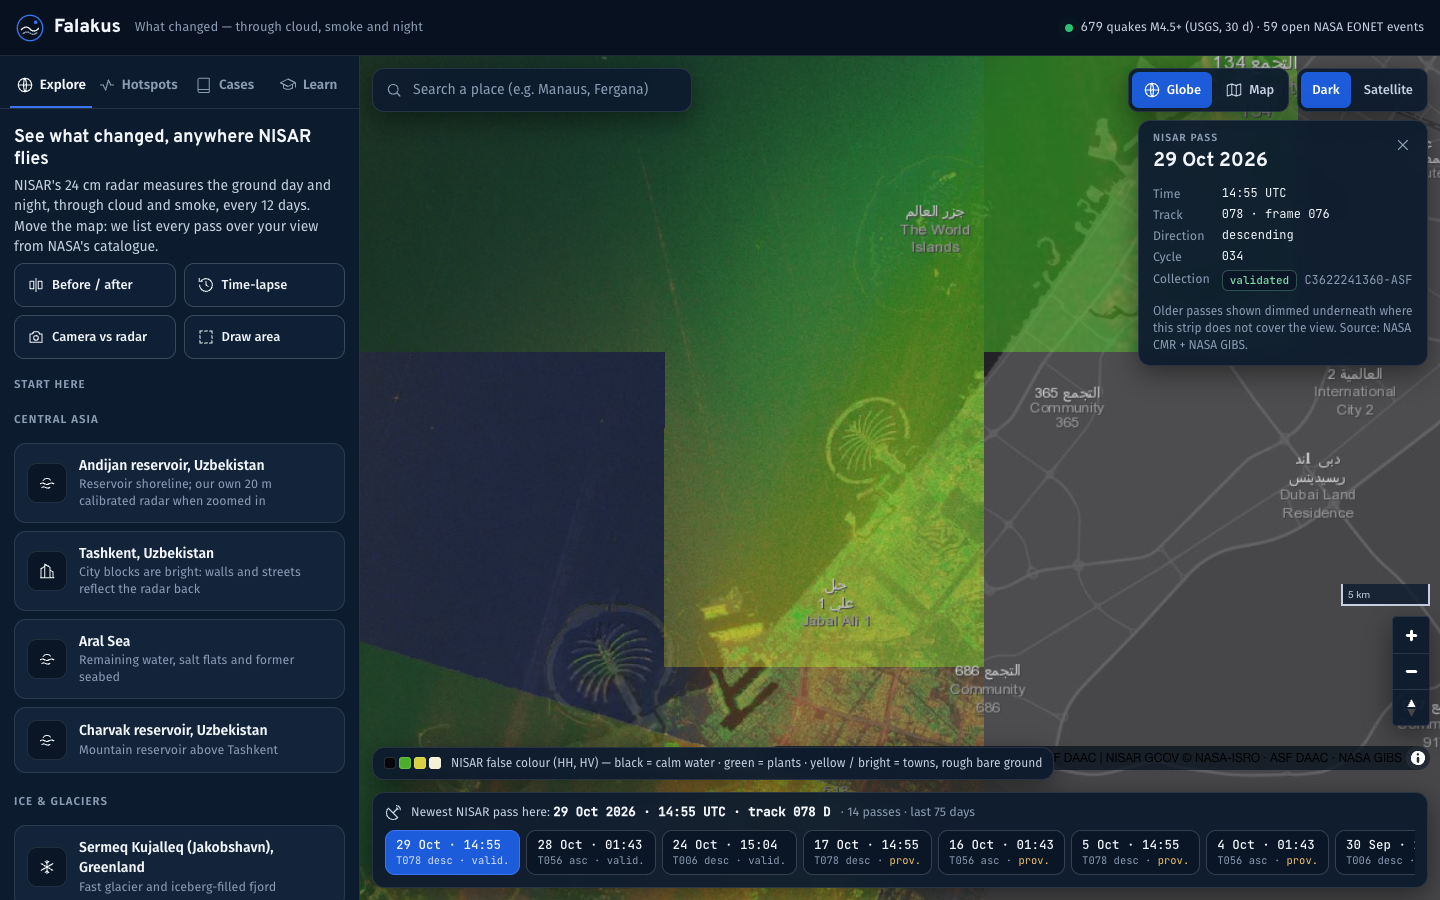 Falakus
What changed — through cloud, smoke and night
679 quakes M4.5+ (USGS, 30 d) · 59 open NASA EONET events
Explore
Hotspots
Cases
Learn
See what changed, anywhere NISAR
flies
NISAR's 24 cm radar measures the ground day and
night, through cloud and smoke, every 12 days.
Move the map: we list every pass over your view
from NASA's catalogue.
Before / after
Time-lapse
Camera vs radar
Draw area
START HERE
CENTRAL ASIA
Andijan reservoir, Uzbekistan
Reservoir shoreline; our own 20 m
calibrated radar when zoomed in
Tashkent, Uzbekistan
City blocks are bright: walls and streets
reflect the radar back
Aral Sea
Remaining water, salt flats and former
seabed
Charvak reservoir, Uzbekistan
Mountain reservoir above Tashkent
ICE & GLACIERS
Sermeq Kujalleq (Jakobshavn),
Greenland
Fast glacier and iceberg-filled fjord
Search a place (e.g. Manaus, Fergana)
Globe
Map
Dark
Satellite
التجمع 134
NISAR PASS
29 Oct 2026
Time 14:55 UTC
Track 078 · frame 076
Direction descending
Cycle 034
Collection validated C3622241360-ASF
Older passes shown dimmed underneath where
this strip does not cover the view. Source: NASA
CMR + NASA GIBS.
جزر العالم
The World
Islands
التجمع 365
Community
365
العالمية 2
International
City 2
دبي لاند
ريسيدينس
Dubai Land
Residence
جبل
علي 1
Jabal Ali 1
التجمع 686
Community
686
5 km
NISAR false colour (HH, HV) — black = calm water · green = plants · yellow / bright = towns, rough bare ground
F DAAC | NISAR GCOV © NASA-ISRO · ASF DAAC · NASA GIBS
Newest NISAR pass here: 29 Oct 2026 · 14:55 UTC · track 078 D · 14 passes · last 75 days
29 Oct · 14:55
T078 desc · valid.
28 Oct · 01:43
T056 asc · valid.
24 Oct · 15:04
T006 desc · valid.
17 Oct · 14:55
T078 desc · prov.
16 Oct · 01:43
T056 asc · prov.
5 Oct · 14:55
T078 desc · prov.
4 Oct · 01:43
T056 asc · prov.
30 Sep ·
T006 desc ·